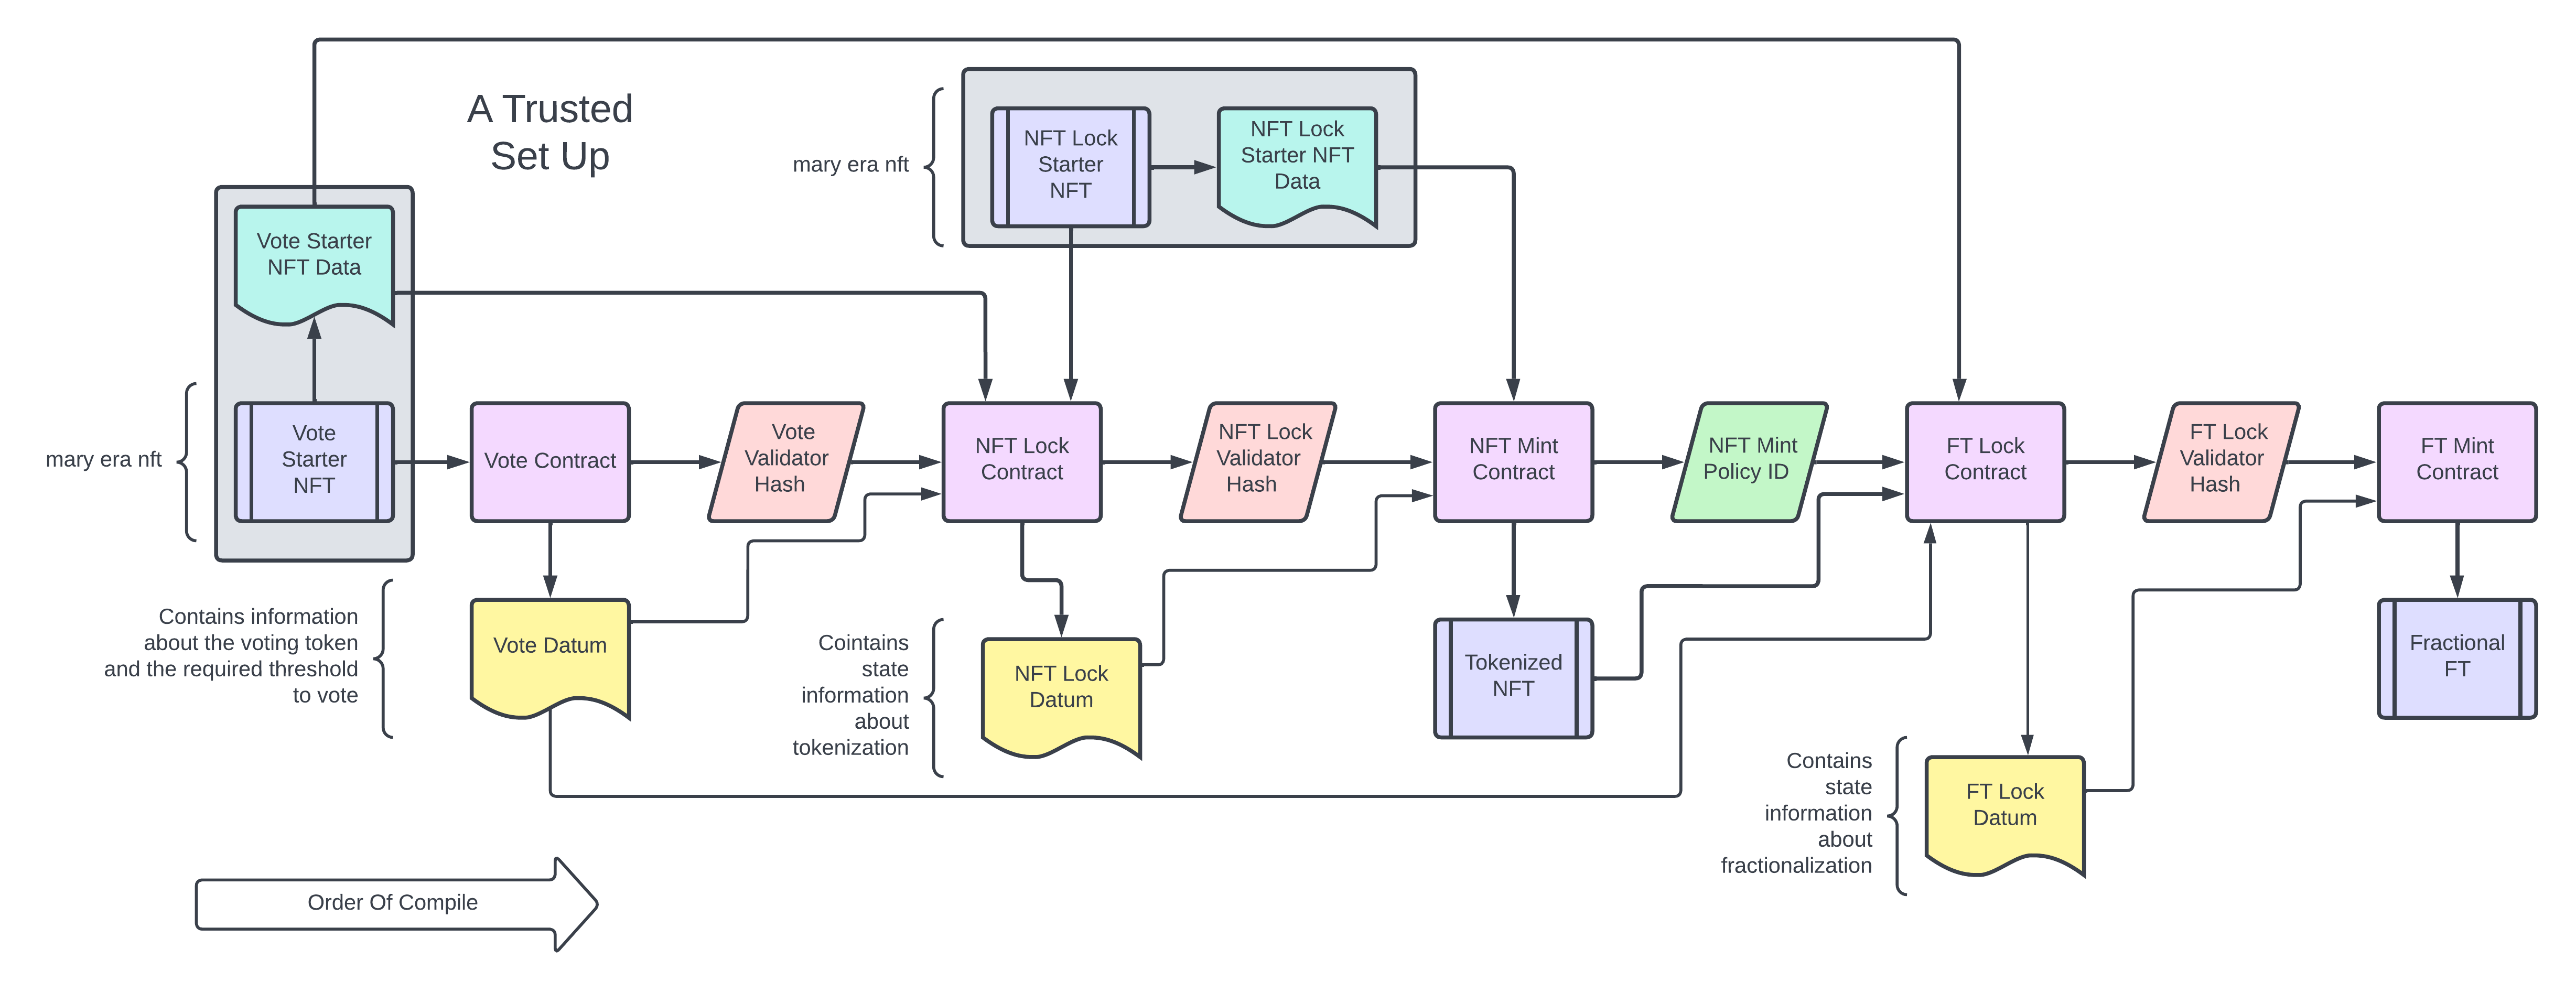 A Trusted
Set Up
mary era nft
NFT Lock
Starter
NFT
NFT Lock
Starter NFT
Data
Vote Starter
NFT Data
mary era nft
Vote
Starter
NFT
Vote Contract
Vote
Validator
Hash
NFT Lock
Contract
NFT Lock
Validator
Hash
NFT Mint
Contract
NFT Mint
Policy ID
FT Lock
Contract
FT Lock
Validator
Hash
FT Mint
Contract
Contains information
about the voting token
and the required threshold
to vote
Vote Datum
Cointains
state
information
about
tokenization
NFT Lock
Datum
Tokenized
NFT
Fractional
FT
Contains
state
information
about
fractionalization
FT Lock
Datum
Order Of Compile